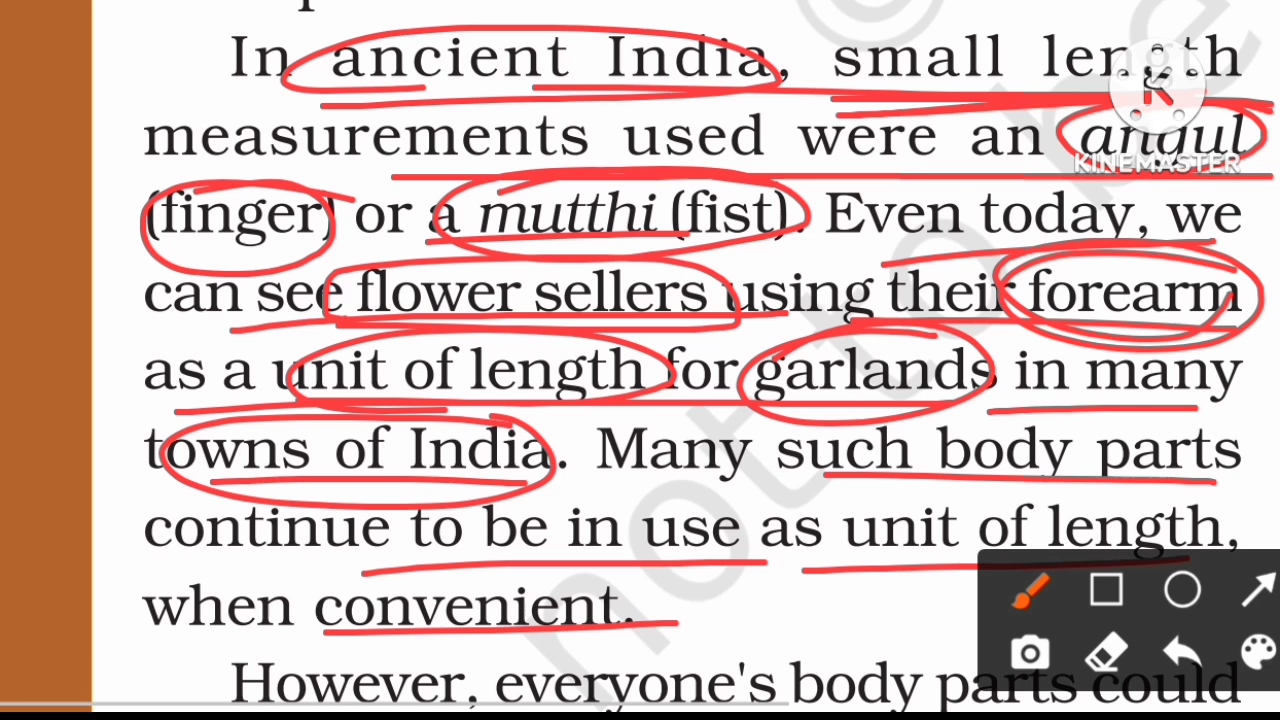 In ancient India, small length
measurements used were an angul
KINEMASTER
(finger) or a mutthi (fist). Even today, we
can see flower sellers using their forearm
as a unit of length for garlands in many
towns of India. Many such body parts
continue to be in use as unit of length,
when convenient.
However, everyone's body parts could